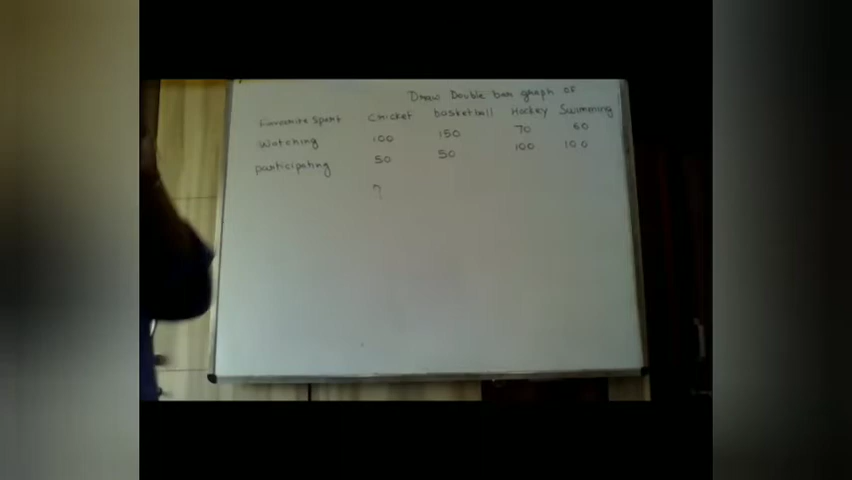 Draw Double bar graph of
Favourite Sport Cricket basketball Hockey Swimming
Watching 100 150 70 60
participating 50 50 100 100
?